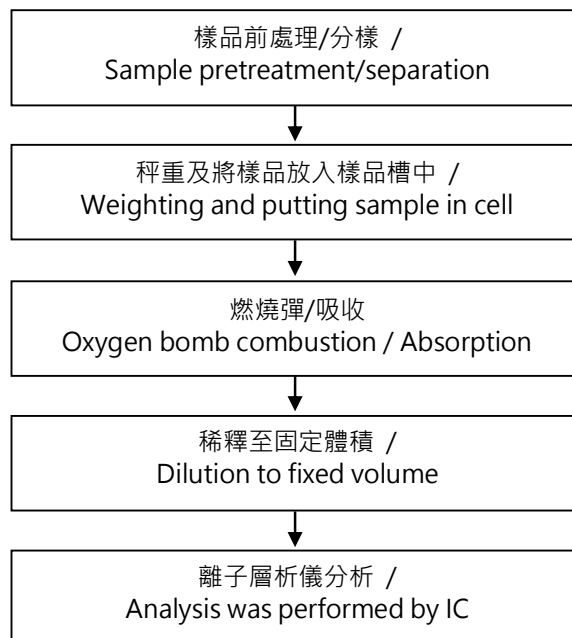 樣品前處理/分樣 /
Sample pretreatment/separation
秤重及將樣品放入樣品槽中 /
Weighting and putting sample in cell
燃燒彈/吸收
Oxygen bomb combustion / Absorption
稀釋至固定體積 /
Dilution to fixed volume
離子層析儀分析 /
Analysis was performed by IC